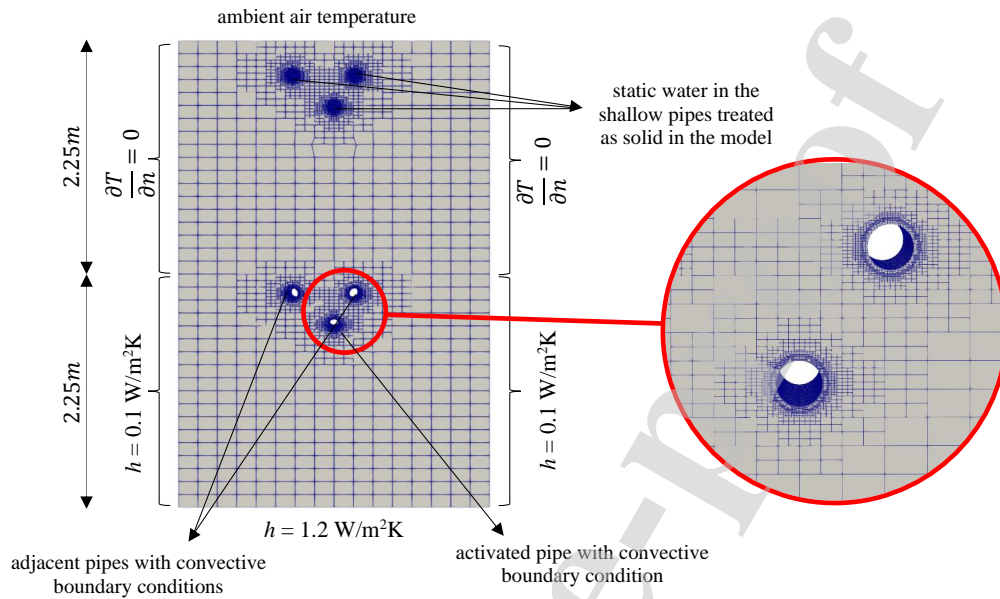 ambient air temperature
static water in the
shallow pipes treated
as solid in the model
2.25m
∂T/∂n = 0
∂T/∂n = 0
2.25m
h = 0.1 W/m²K
h = 0.1 W/m²K
h = 1.2 W/m²K
adjacent pipes with convective
boundary conditions
activated pipe with convective
boundary condition